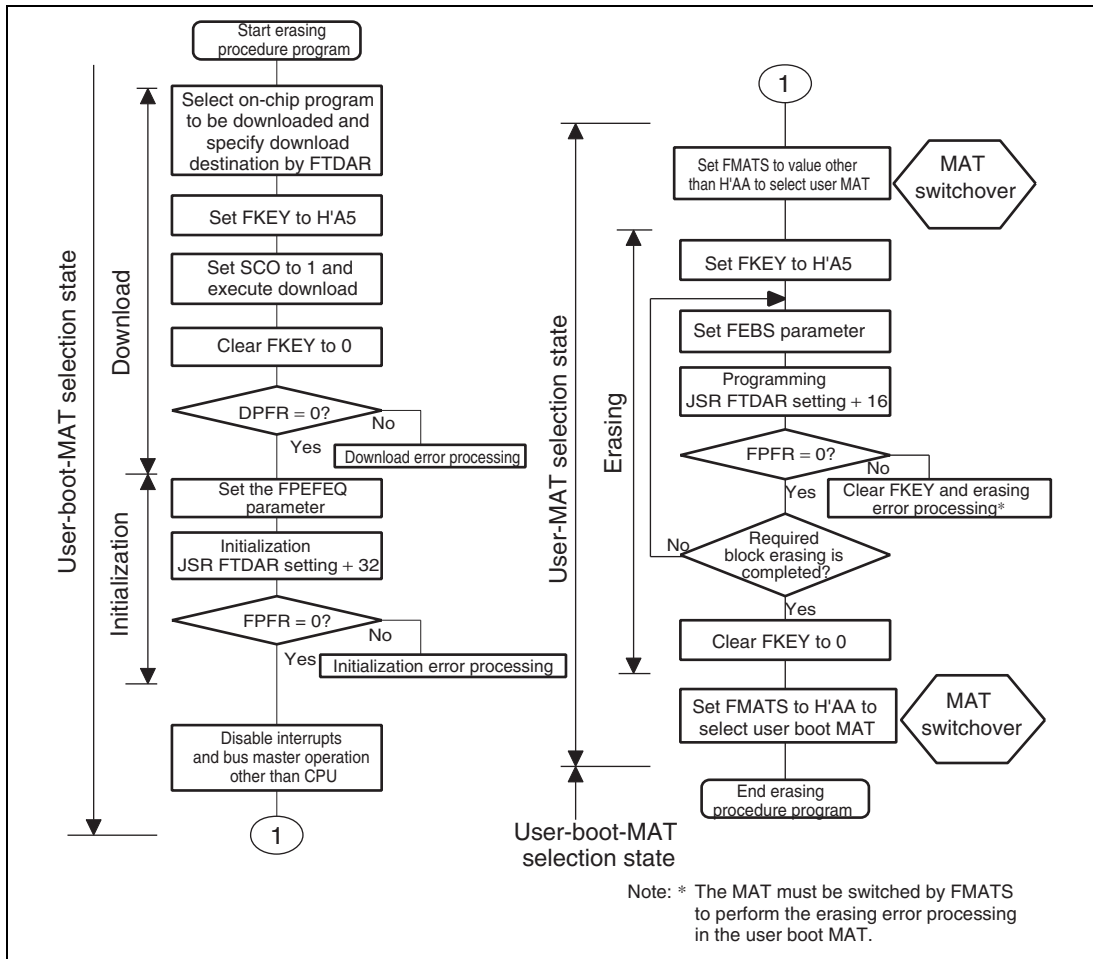 Start erasing
procedure program
Select on-chip program
to be downloaded and
specify download
destination by FTDAR
Set FKEY to H'A5
Set SCO to 1 and
execute download
Clear FKEY to 0
DPFR = 0?
No
Yes
Download error processing
Set the FPEFEQ
parameter
Initialization
JSR FTDAR setting + 32
FPFR = 0?
No
Yes
Initialization error processing
Disable interrupts
and bus master operation
other than CPU
1
User-boot-MAT selection state
Download
Initialization
1
Set FMATS to value other
than H'AA to select user MAT
MAT
switchover
Set FKEY to H'A5
Set FEBS parameter
Programming
JSR FTDAR setting + 16
FPFR = 0?
No
Yes
Clear FKEY and erasing
error processing*
Required
block erasing is
completed?
No
Yes
Clear FKEY to 0
Set FMATS to H'AA to
select user boot MAT
MAT
switchover
End erasing
procedure program
User-MAT selection state
Erasing
User-boot-MAT
selection state
Note: * The MAT must be switched by FMATS
to perform the erasing error processing
in the user boot MAT.